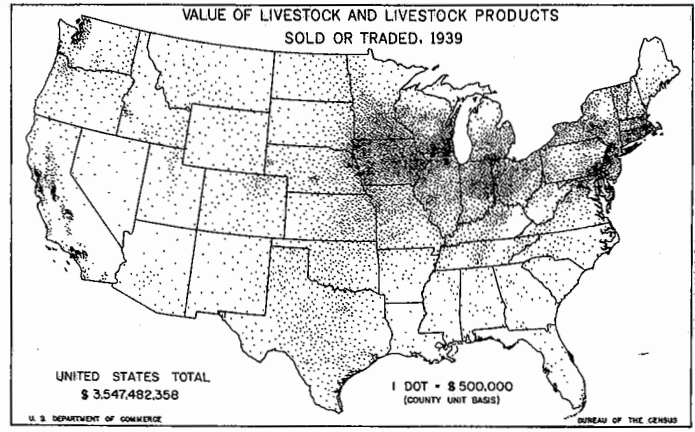 VALUE OF LIVESTOCK AND LIVESTOCK PRODUCTS
SOLD OR TRADED, 1939
UNITED STATES TOTAL
$ 3,547,482,358
1 DOT - $ 500,000
(COUNTY UNIT BASIS)
U. S. DEPARTMENT OF COMMERCE
BUREAU OF THE CENSUS